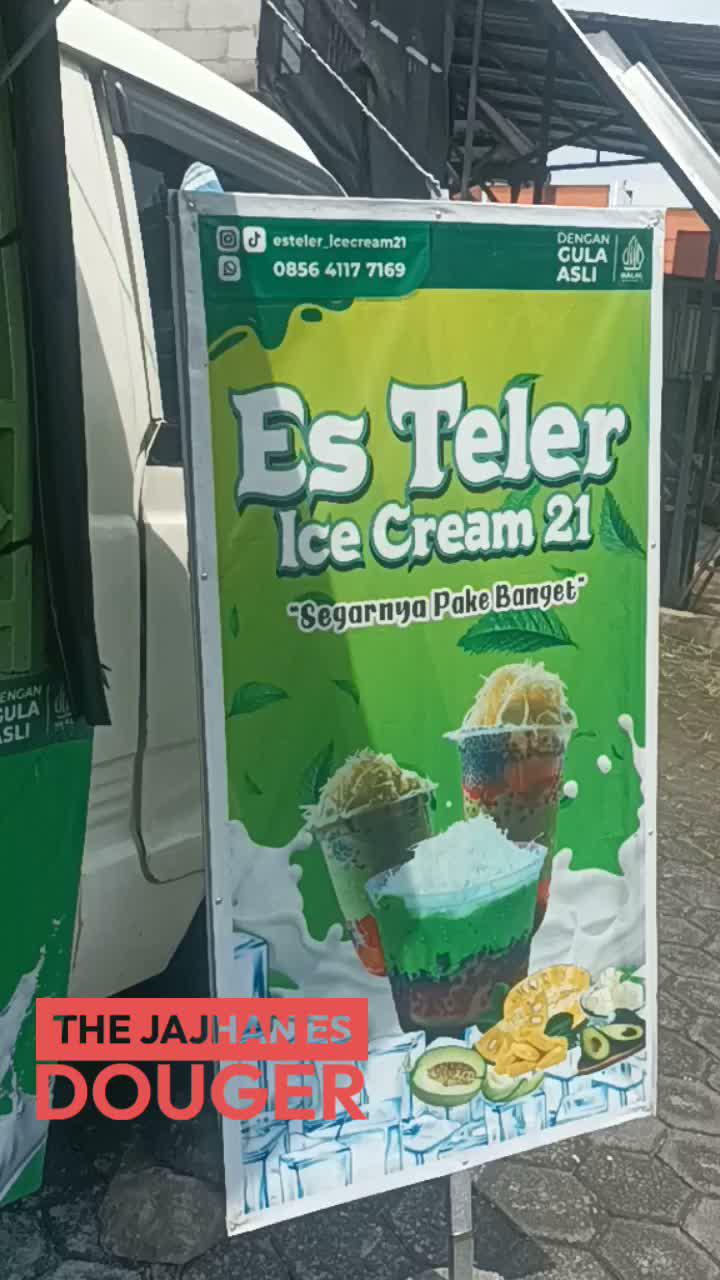 esteler_Icecream21
0856 4117 7169
DENGAN
GULA
ASLI
HALAL
Es Teler
Ice Cream 21
"Segarnya Pake Banget"
DENGAN
GULA
ASLI
THE JAJHAN ES
DOUGER